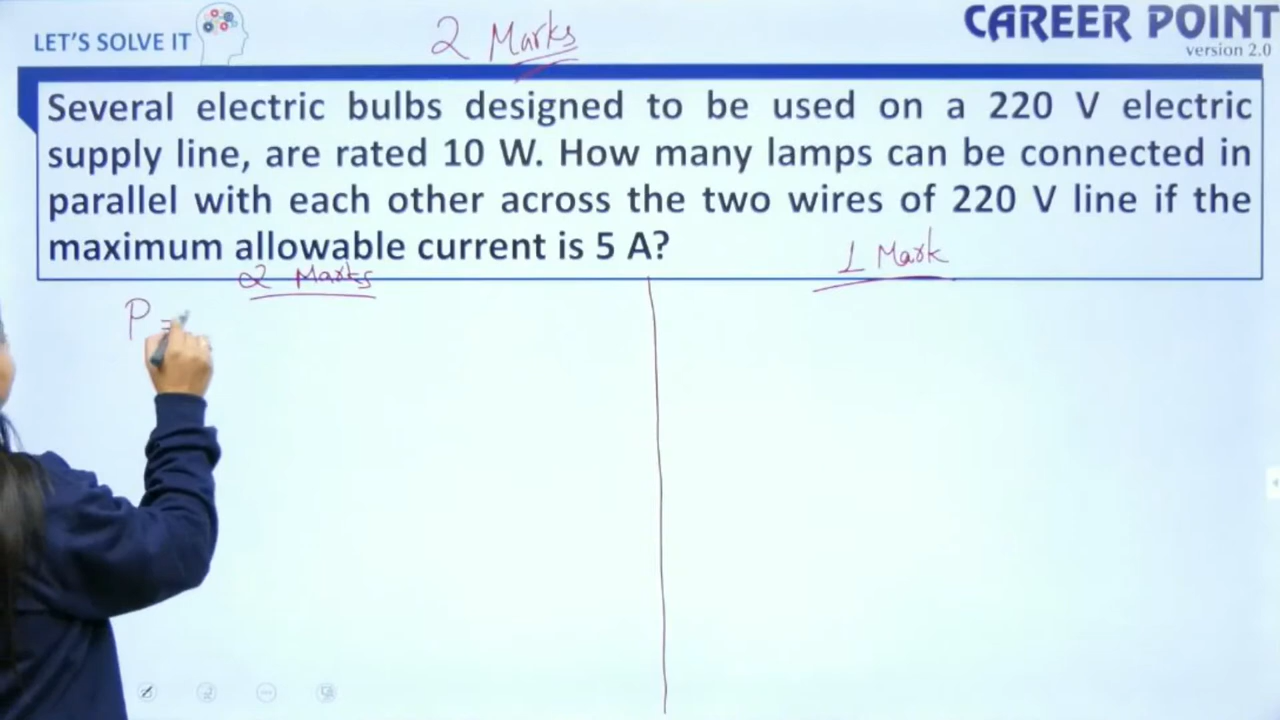 LET'S SOLVE IT
2 Marks
CAREER POINT
version 2.0
Several electric bulbs designed to be used on a 220 V electric
supply line, are rated 10 W. How many lamps can be connected in
parallel with each other across the two wires of 220 V line if the
maximum allowable current is 5 A?
2 Marks
1 Mark
P =